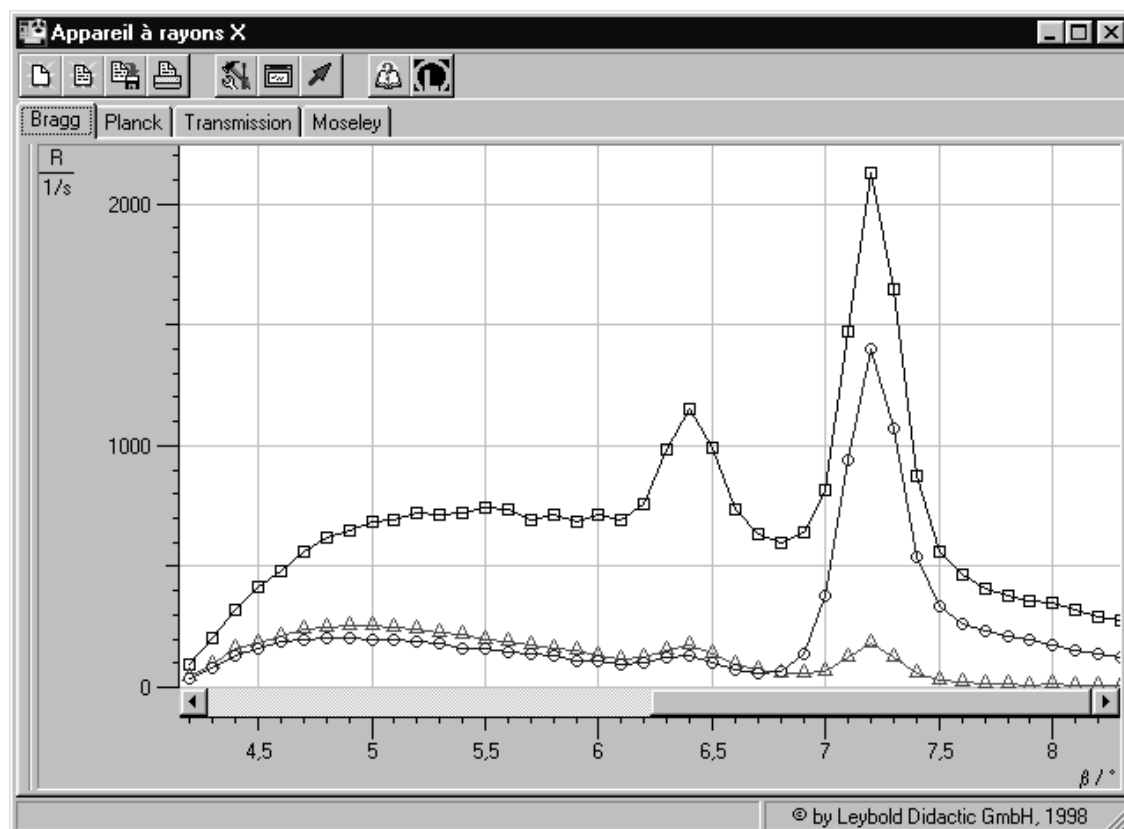 Appareil à rayons X
Bragg Planck Transmission Moseley
R
1/s
2000
1000
0
4,5 5 5,5 6 6,5 7 7,5 8
β / °
© by Leybold Didactic GmbH, 1998